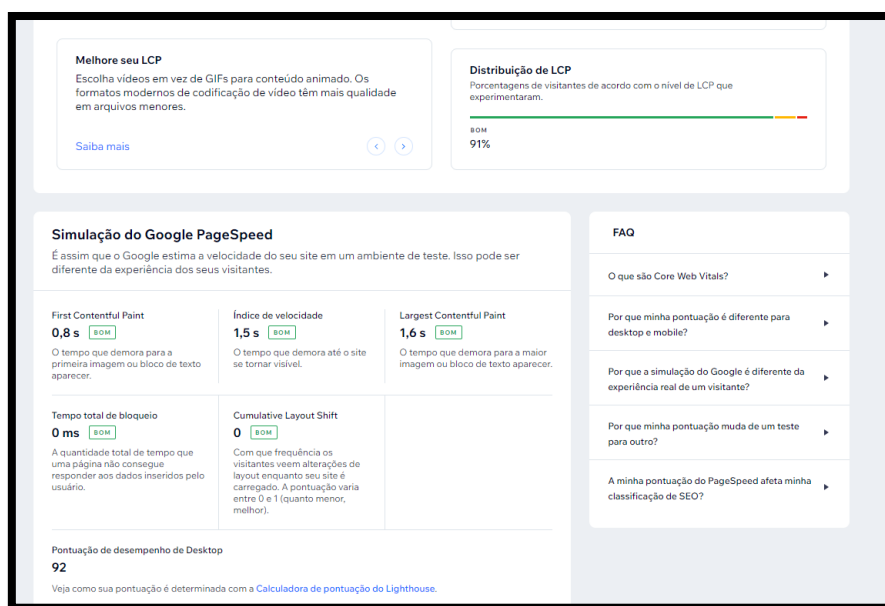 Melhore seu LCP
Escolha vídeos em vez de GIFs para conteúdo animado. Os
formatos modernos de codificação de vídeo têm mais qualidade
em arquivos menores.
Saiba mais
Distribuição de LCP
Porcentagens de visitantes de acordo com o nível de LCP que
experimentaram.
BOM
91%
Simulação do Google PageSpeed
É assim que o Google estima a velocidade do seu site em um ambiente de teste. Isso pode ser
diferente da experiência dos seus visitantes.
First Contentful Paint
0,8 s BOM
O tempo que demora para a
primeira imagem ou bloco de texto
aparecer.
Índice de velocidade
1,5 s BOM
O tempo que demora até o site
se tornar visível.
Largest Contentful Paint
1,6 s BOM
O tempo que demora para a maior
imagem ou bloco de texto aparecer.
Tempo total de bloqueio
0 ms BOM
A quantidade total de tempo que
uma página não consegue
responder aos dados inseridos pelo
usuário.
Cumulative Layout Shift
0 BOM
Com que frequência os
visitantes veem alterações de
layout enquanto seu site é
carregado. A pontuação varia
entre 0 e 1 (quanto menor,
melhor).
Pontuação de desempenho de Desktop
92
Veja como sua pontuação é determinada com a Calculadora de pontuação do Lighthouse.
FAQ
O que são Core Web Vitals?
Por que minha pontuação é diferente para
desktop e mobile?
Por que a simulação do Google é diferente da
experiência real de um visitante?
Por que minha pontuação muda de um teste
para outro?
A minha pontuação do PageSpeed afeta minha
classificação de SEO?